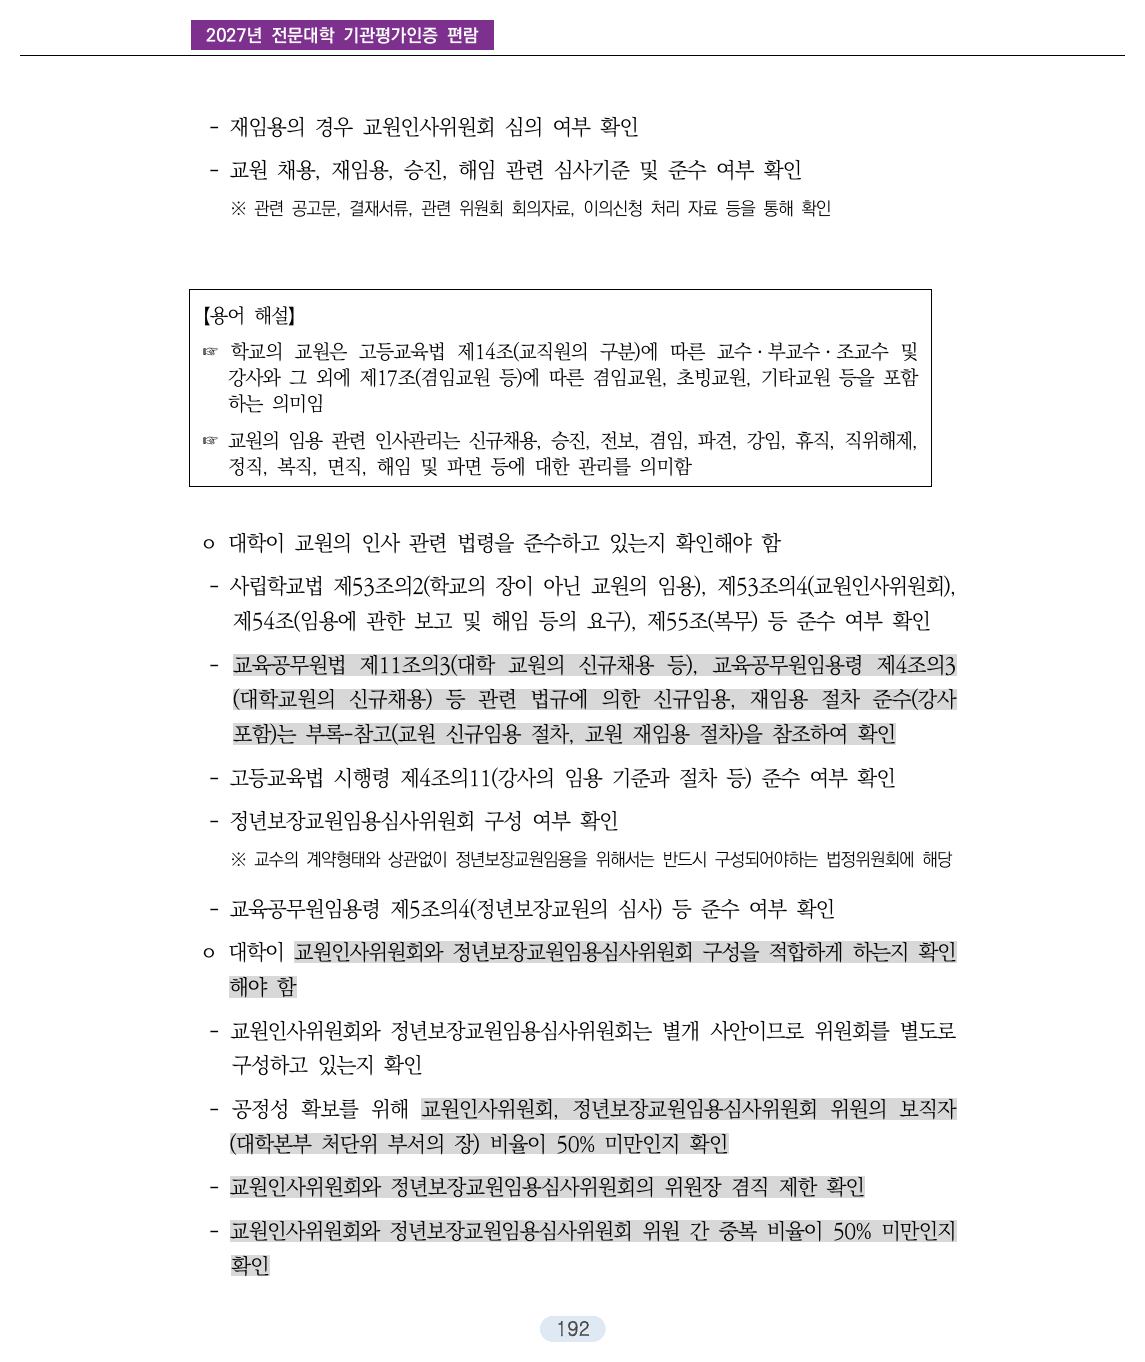 2027년 전문대학 기관평가인증 편람
- 재임용의 경우 교원인사위원회 심의 여부 확인
- 교원 채용, 재임용, 승진, 해임 관련 심사기준 및 준수 여부 확인
※ 관련 공고문, 결재서류, 관련 위원회 회의자료, 이의신청 처리 자료 등을 통해 확인
【용어 해설】
☞ 학교의 교원은 고등교육법 제14조(교직원의 구분)에 따른 교수·부교수·조교수 및
강사와 그 외에 제17조(겸임교원 등)에 따른 겸임교원, 초빙교원, 기타교원 등을 포함
하는 의미임
☞ 교원의 임용 관련 인사관리는 신규채용, 승진, 전보, 겸임, 파견, 강임, 휴직, 직위해제,
정직, 복직, 면직, 해임 및 파면 등에 대한 관리를 의미함
ㅇ 대학이 교원의 인사 관련 법령을 준수하고 있는지 확인해야 함
- 사립학교법 제53조의2(학교의 장이 아닌 교원의 임용), 제53조의4(교원인사위원회),
제54조(임용에 관한 보고 및 해임 등의 요구), 제55조(복무) 등 준수 여부 확인
- 교육공무원법 제11조의3(대학 교원의 신규채용 등), 교육공무원임용령 제4조의3
(대학교원의 신규채용) 등 관련 법규에 의한 신규임용, 재임용 절차 준수(강사
포함)는 부록-참고(교원 신규임용 절차, 교원 재임용 절차)을 참조하여 확인
- 고등교육법 시행령 제4조의11(강사의 임용 기준과 절차 등) 준수 여부 확인
- 정년보장교원임용심사위원회 구성 여부 확인
※ 교수의 계약형태와 상관없이 정년보장교원임용을 위해서는 반드시 구성되어야하는 법정위원회에 해당
- 교육공무원임용령 제5조의4(정년보장교원의 심사) 등 준수 여부 확인
ㅇ 대학이 교원인사위원회와 정년보장교원임용심사위원회 구성을 적합하게 하는지 확인
해야 함
- 교원인사위원회와 정년보장교원임용심사위원회는 별개 사안이므로 위원회를 별도로
구성하고 있는지 확인
- 공정성 확보를 위해 교원인사위원회, 정년보장교원임용심사위원회 위원의 보직자
(대학본부 처단위 부서의 장) 비율이 50% 미만인지 확인
- 교원인사위원회와 정년보장교원임용심사위원회의 위원장 겸직 제한 확인
- 교원인사위원회와 정년보장교원임용심사위원회 위원 간 중복 비율이 50% 미만인지
확인
192